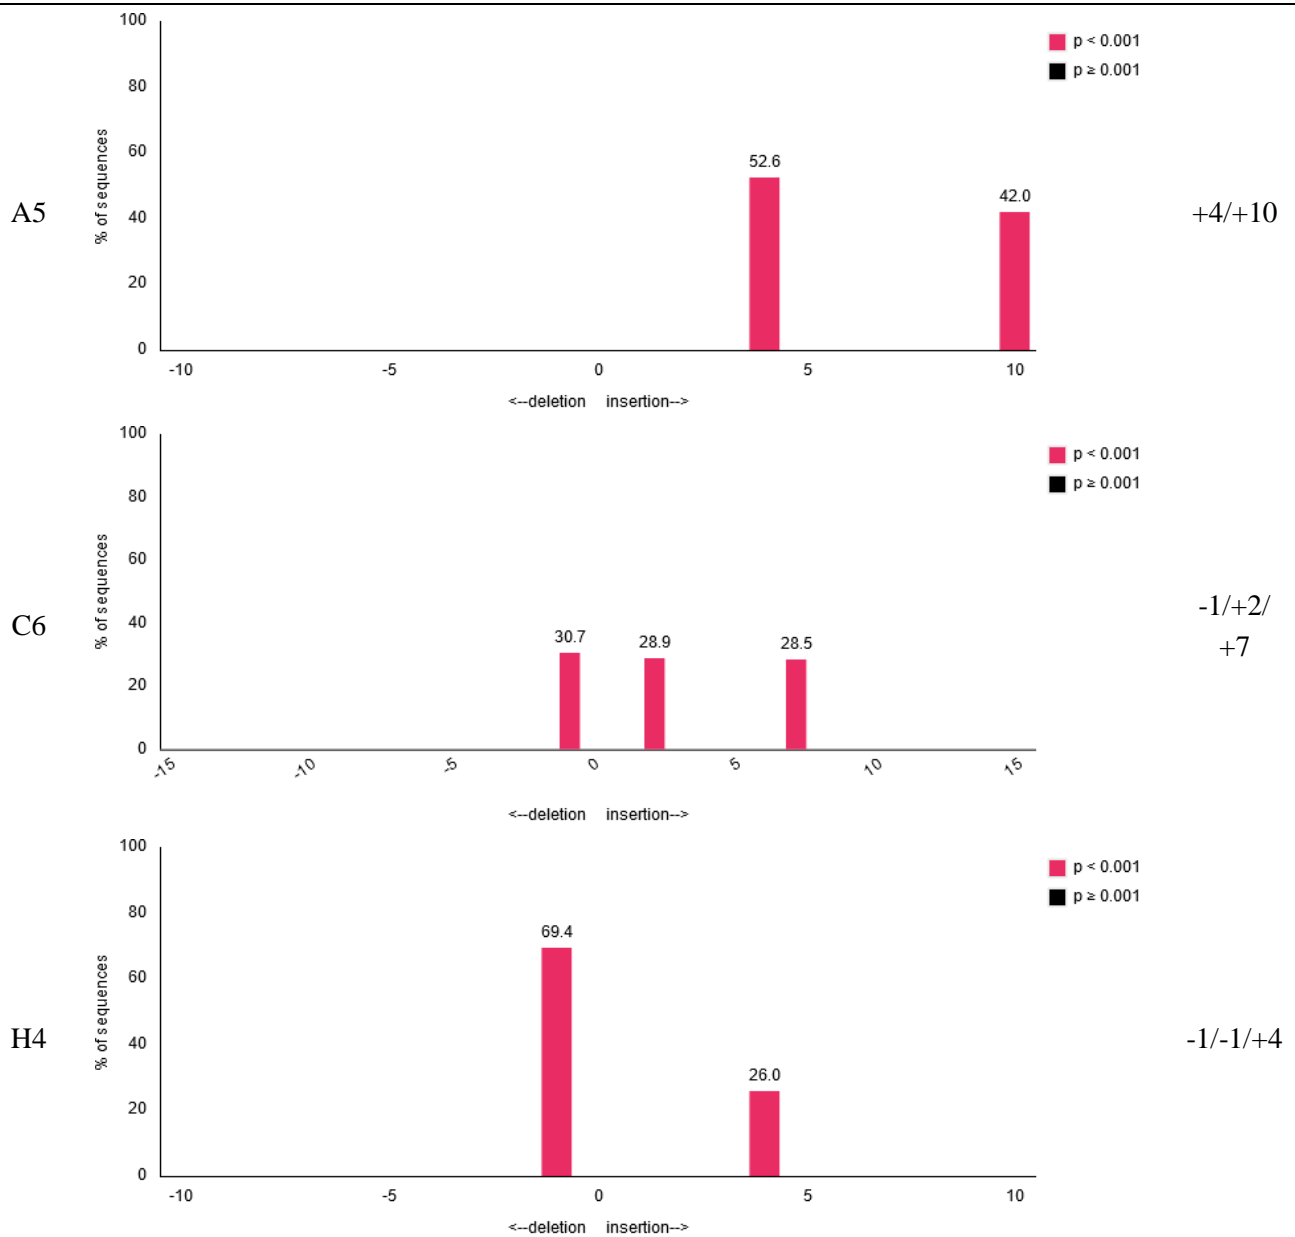 100
80
60
40
20
0
% of sequences
52.6
42.0
-10 -5 0 5 10
<--deletion insertion-->
p < 0.001
p ≥ 0.001
A5
+4/+10
100
80
60
40
20
0
% of sequences
30.7
28.9
28.5
-15 -10 -5 0 5 10 15
<--deletion insertion-->
p < 0.001
p ≥ 0.001
C6
-1/+2/
+7
100
80
60
40
20
0
% of sequences
69.4
26.0
-10 -5 0 5 10
<--deletion insertion-->
p < 0.001
p ≥ 0.001
H4
-1/-1/+4